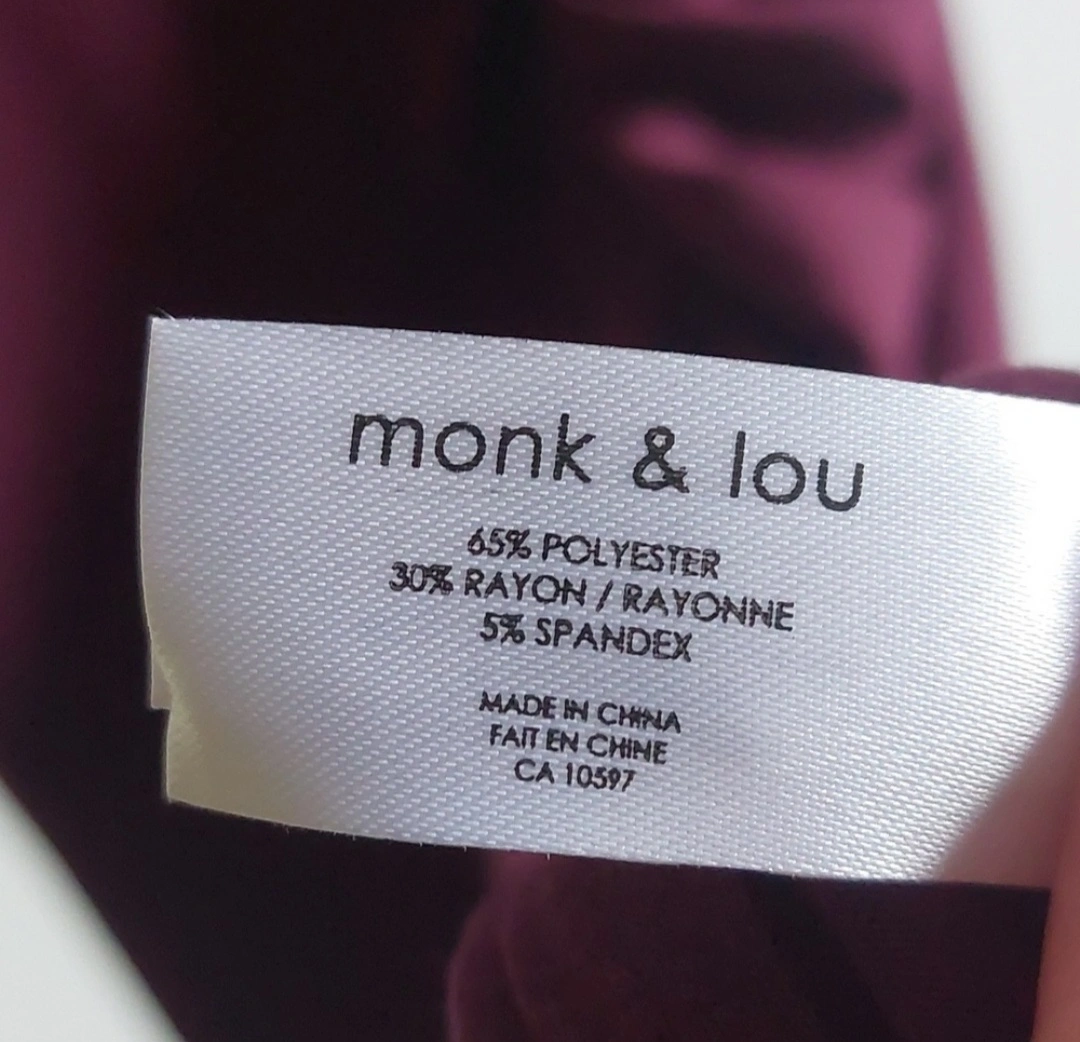 monk & lou
65% POLYESTER
30% RAYON / RAYONNE
5% SPANDEX
MADE IN CHINA
FAIT EN CHINE
CA 10597